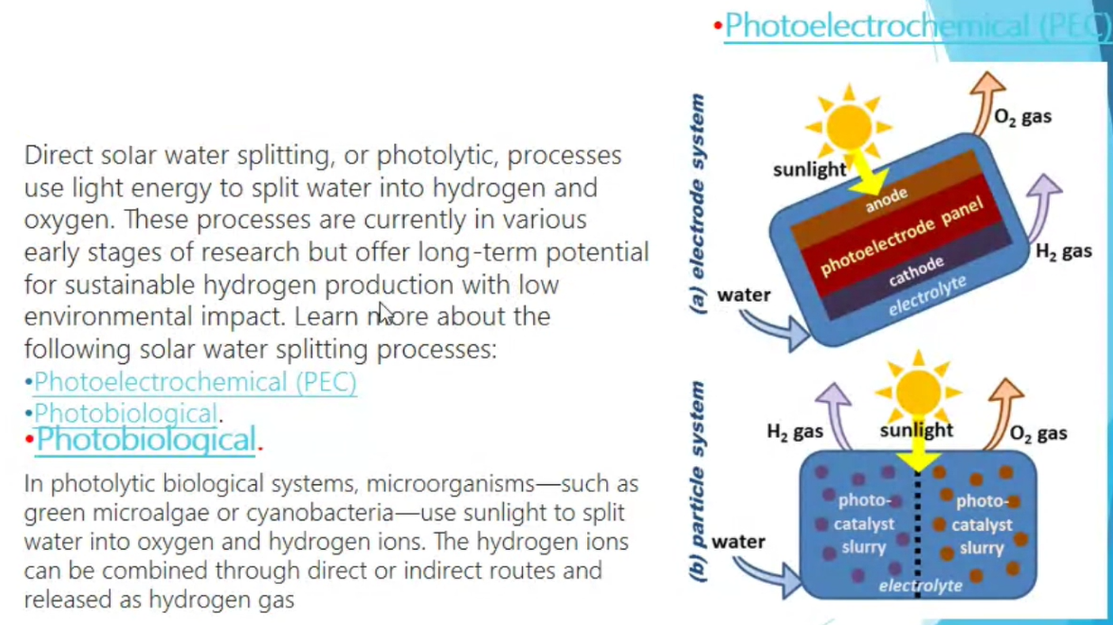 •Photoelectrochemical (PEC)
Direct solar water splitting, or photolytic, processes
use light energy to split water into hydrogen and
oxygen. These processes are currently in various
early stages of research but offer long-term potential
for sustainable hydrogen production with low
environmental impact. Learn more about the
following solar water splitting processes:
•Photoelectrochemical (PEC)
•Photobiological.
•Photobiological.
In photolytic biological systems, microorganisms—such as
green microalgae or cyanobacteria—use sunlight to split
water into oxygen and hydrogen ions. The hydrogen ions
can be combined through direct or indirect routes and
released as hydrogen gas
(a) electrode system
sunlight
O₂ gas
anode
photoelectrode panel
cathode
electrolyte
H₂ gas
water
(b) particle system
H₂ gas
sunlight
O₂ gas
photo-
catalyst
slurry
photo-
catalyst
slurry
water
electrolyte